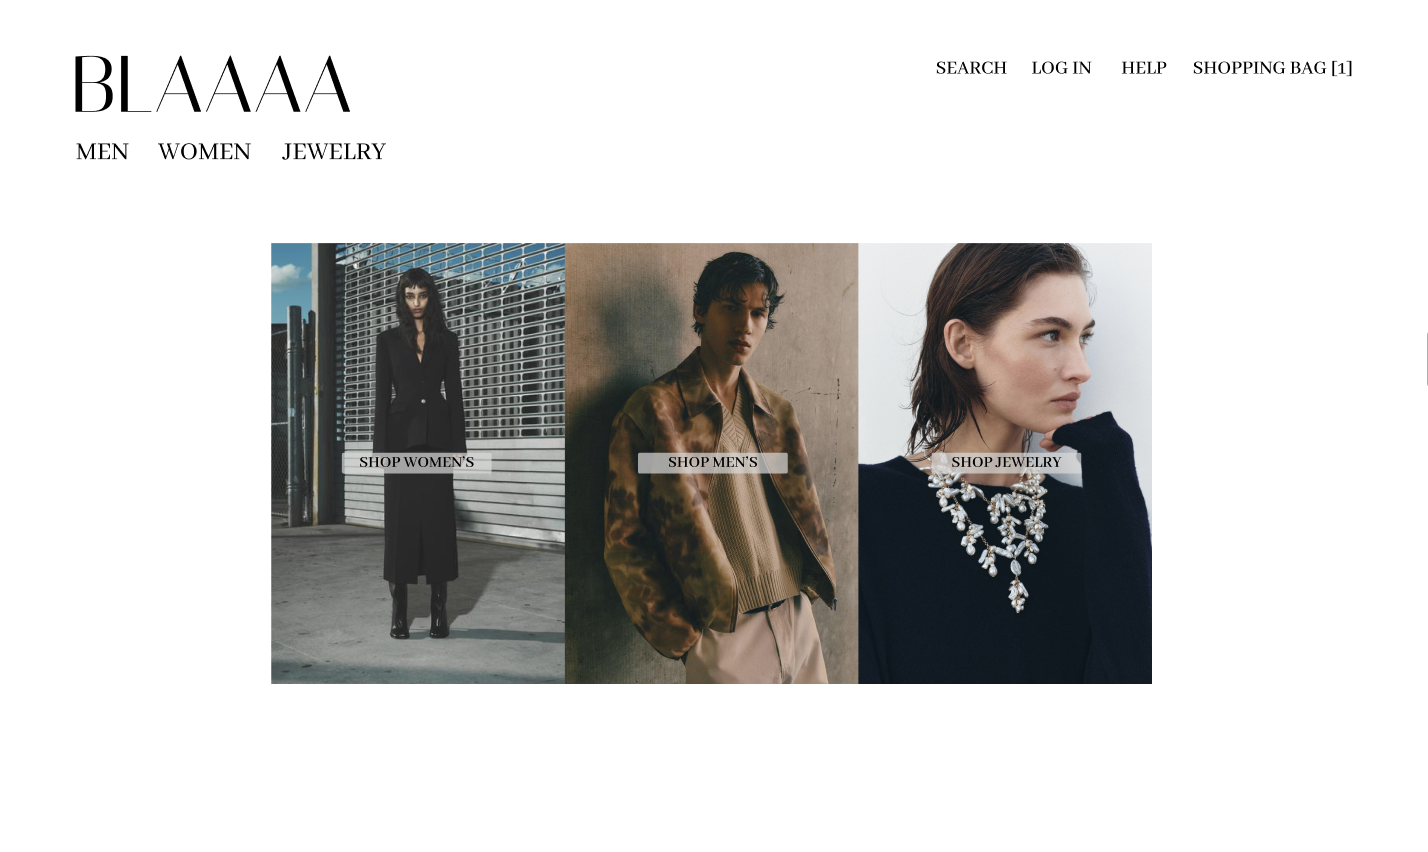 BLAAAA
SEARCH LOG IN HELP SHOPPING BAG [1]
MEN WOMEN JEWELRY
SHOP WOMEN'S
SHOP MEN'S
SHOP JEWELRY